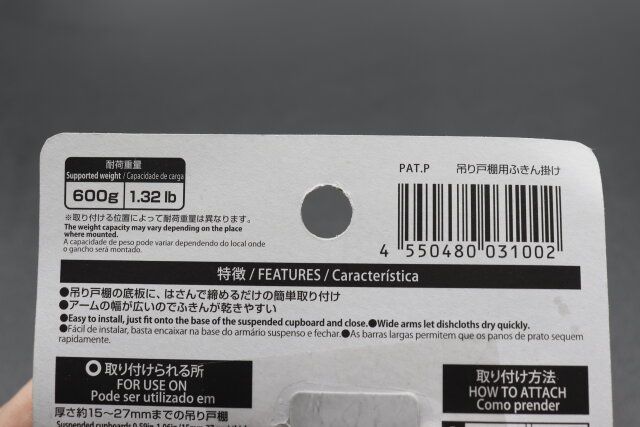 耐荷重量
Supported weight / Capacidade de carga
600g 1.32 lb
※取り付ける位置によって耐荷重量は異なります。
The weight capacity may vary depending on the place
where mounted.
A capacidade de peso pode variar dependendo do local onde
o gancho será montado.
PAT.P 吊り戸棚用ふきん掛け
4 550480 031002
特徴 / FEATURES / Característica
●吊り戸棚の底板に、はさんで締めるだけの簡単取り付け
●アームの幅が広いのでふきんが乾きやすい
●Easy to install, just fit onto the base of the suspended cupboard and close.●Wide arms let dishcloths dry quickly.
●Fácil de instalar, basta encaixar na base do armário suspenso e fechar.●As barras largas permitem que os panos de prato sequem
rapidamente.
取り付けられる所
FOR USE ON
Pode ser utilizado em
厚さ約15〜27mmまでの吊り戸棚
Suspended cupboards
取り付け方法
HOW TO ATTACH
Como prender